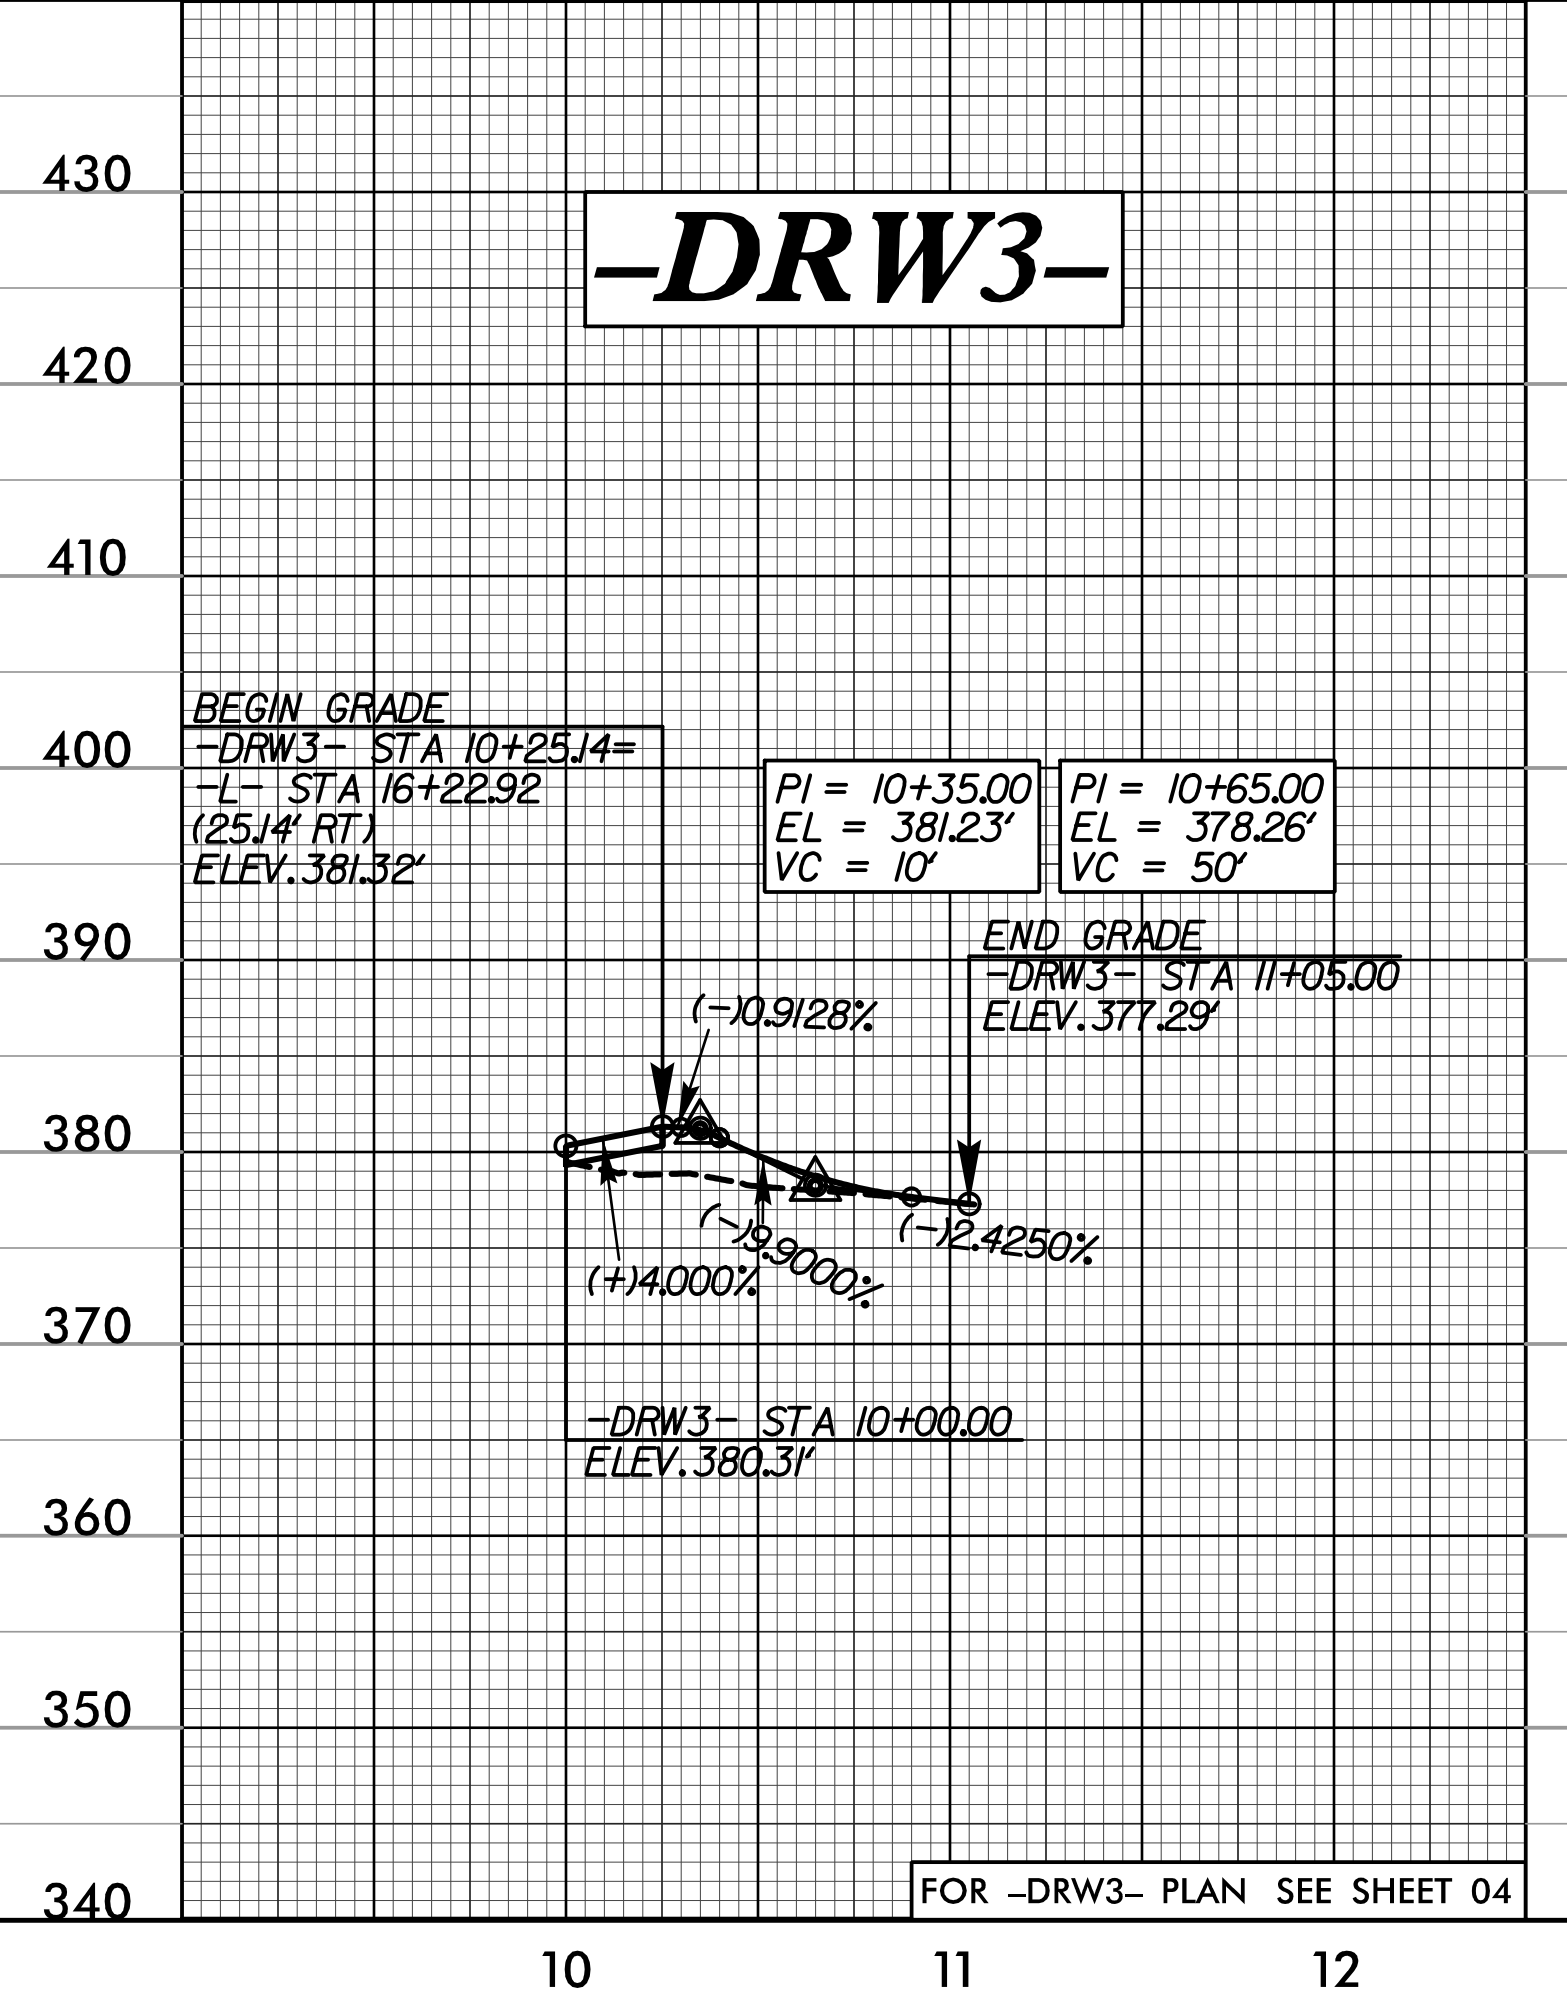 430
–DRW3–
420
410
BEGIN GRADE
-DRW3- STA 10+25.14=
-L- STA 16+22.92
(25.14' RT)
ELEV. 381.32'
400
PI = 10+35.00
EL = 381.23'
VC = 10'
PI = 10+65.00
EL = 378.26'
VC = 50'
390
END GRADE
-DRW3- STA 11+05.00
ELEV. 377.29'
(-)0.9128%
380
(-)9.9000%
(-)2.4250%
(+)4.000%
370
-DRW3- STA 10+00.00
ELEV. 380.31'
360
350
340
FOR –DRW3– PLAN SEE SHEET 04
10
11
12